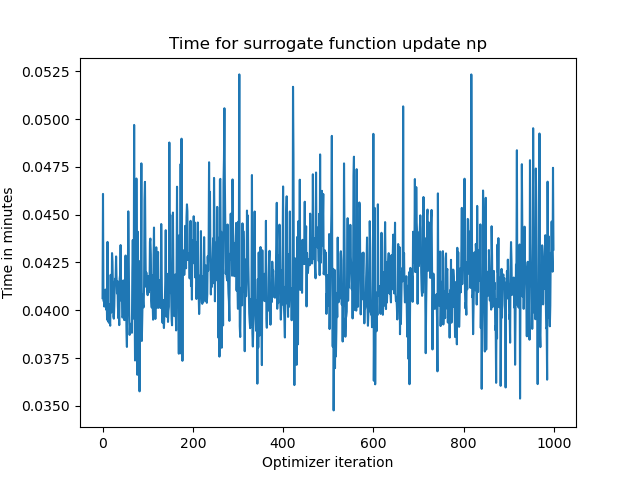 Time for surrogate function update np
0.0525
0.0500
0.0475
0.0450
0.0425
0.0400
0.0375
0.0350
Time in minutes
0 200 400 600 800 1000
Optimizer iteration